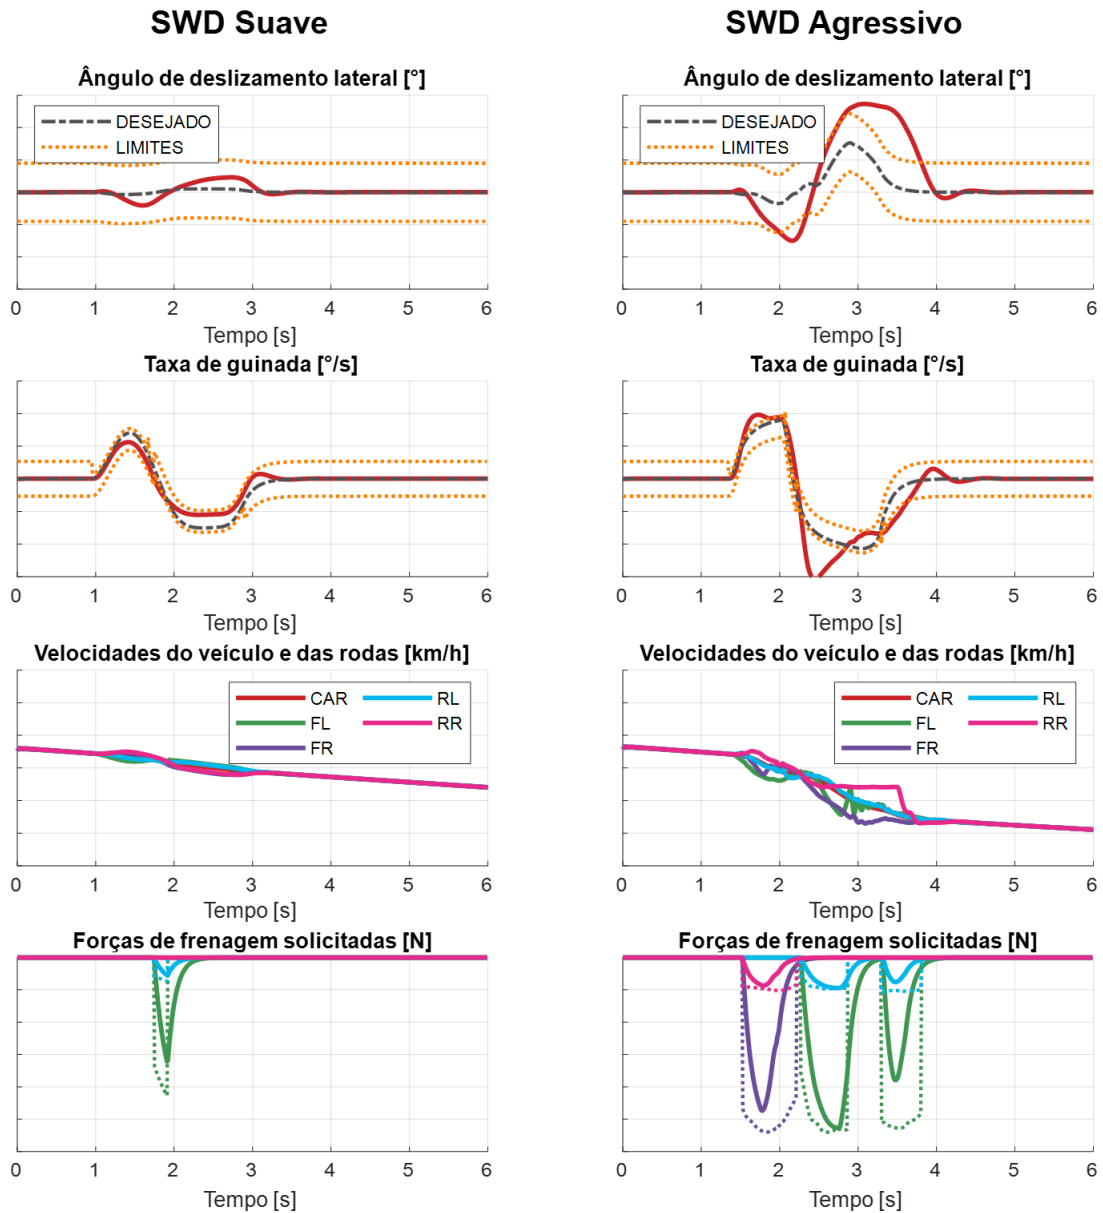 SWD Suave
SWD Agressivo
Ângulo de deslizamento lateral [°]
DESEJADO
LIMITES
0 1 2 3 4 5 6
Tempo [s]
Ângulo de deslizamento lateral [°]
DESEJADO
LIMITES
0 1 2 3 4 5 6
Tempo [s]
Taxa de guinada [°/s]
0 1 2 3 4 5 6
Tempo [s]
Taxa de guinada [°/s]
0 1 2 3 4 5 6
Tempo [s]
Velocidades do veículo e das rodas [km/h]
CAR RL
FL RR
FR
0 1 2 3 4 5 6
Tempo [s]
Velocidades do veículo e das rodas [km/h]
CAR RL
FL RR
FR
0 1 2 3 4 5 6
Tempo [s]
Forças de frenagem solicitadas [N]
0 1 2 3 4 5 6
Tempo [s]
Forças de frenagem solicitadas [N]
0 1 2 3 4 5 6
Tempo [s]